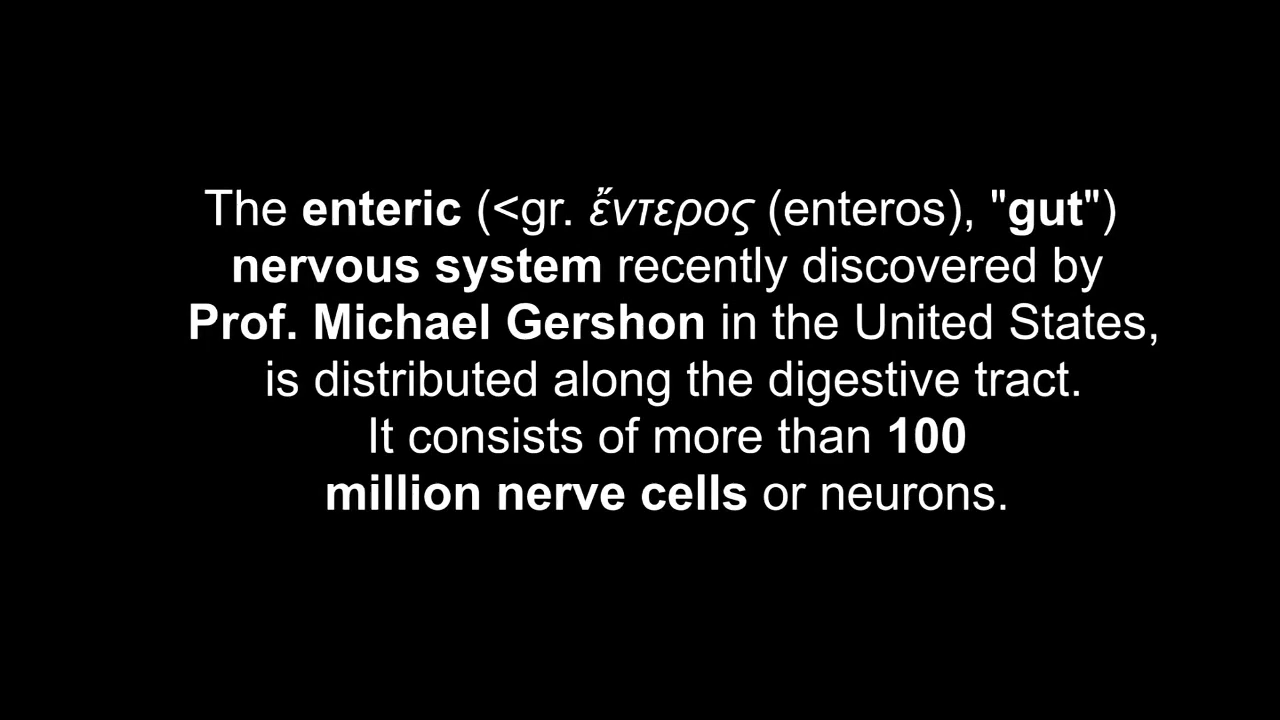 The enteric (<gr. ἔντερος (enteros), "gut")
nervous system recently discovered by
Prof. Michael Gershon in the United States,
is distributed along the digestive tract.
It consists of more than 100
million nerve cells or neurons.